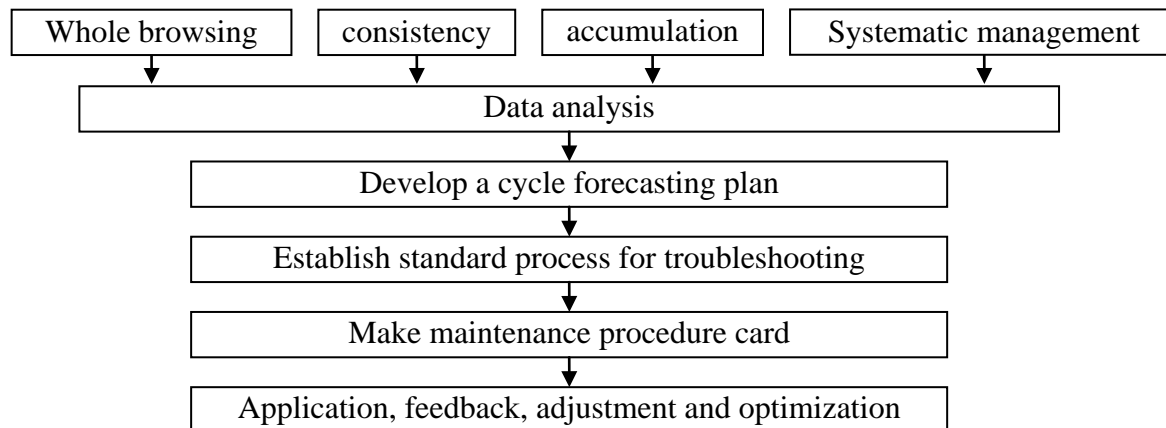 Whole browsing
consistency
accumulation
Systematic management
Data analysis
Develop a cycle forecasting plan
Establish standard process for troubleshooting
Make maintenance procedure card
Application, feedback, adjustment and optimization